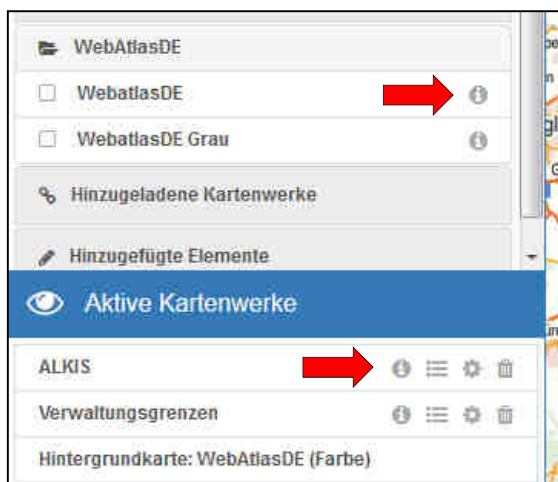 WebAtlasDE
WebatlasDE
WebatlasDE Grau
Hinzugeladene Kartenwerke
Hinzugefügte Elemente
Aktive Kartenwerke
ALKIS
Verwaltungsgrenzen
Hintergrundkarte: WebAtlasDE (Farbe)